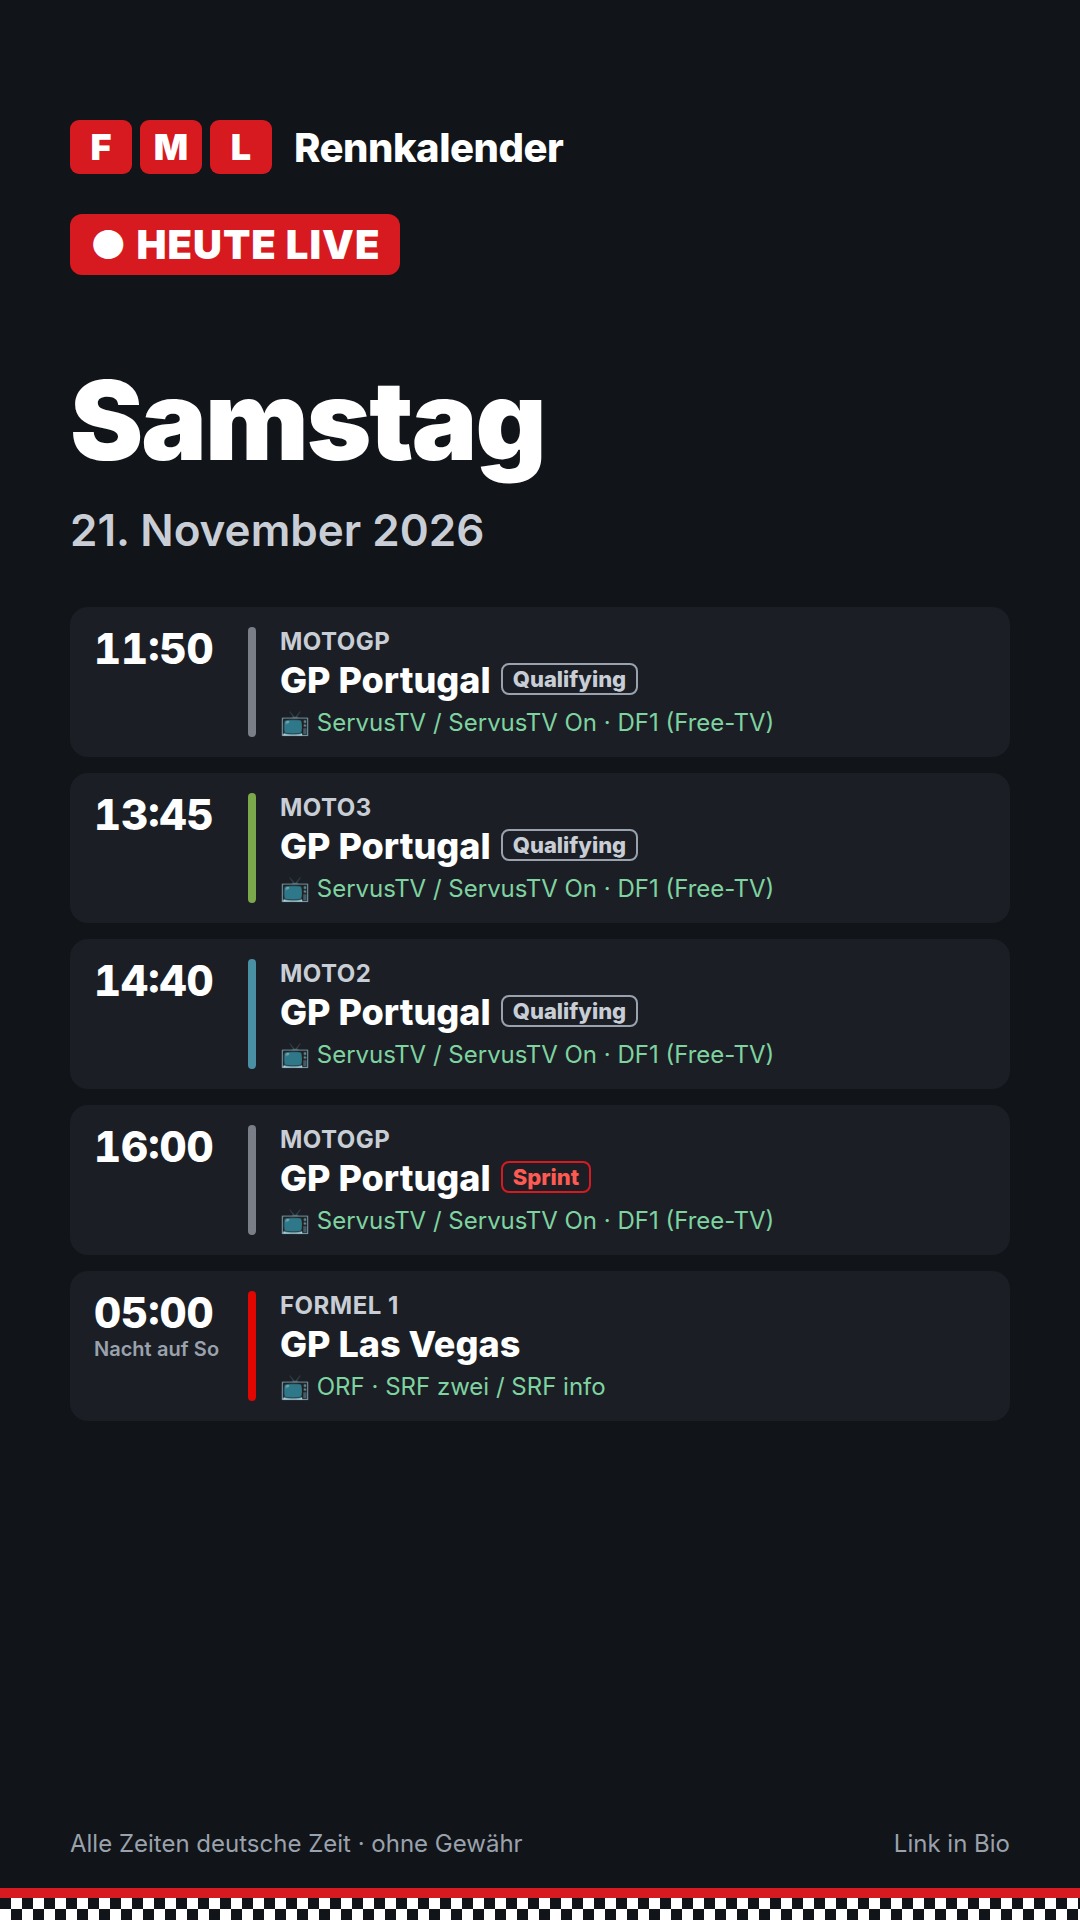 F M L Rennkalender
HEUTE LIVE
Samstag
21. November 2026
11:50
MOTOGP
GP Portugal Qualifying
ServusTV / ServusTV On · DF1 (Free-TV)
13:45
MOTO3
GP Portugal Qualifying
ServusTV / ServusTV On · DF1 (Free-TV)
14:40
MOTO2
GP Portugal Qualifying
ServusTV / ServusTV On · DF1 (Free-TV)
16:00
MOTOGP
GP Portugal Sprint
ServusTV / ServusTV On · DF1 (Free-TV)
05:00
Nacht auf So
FORMEL 1
GP Las Vegas
ORF · SRF zwei / SRF info
Alle Zeiten deutsche Zeit · ohne Gewähr
Link in Bio